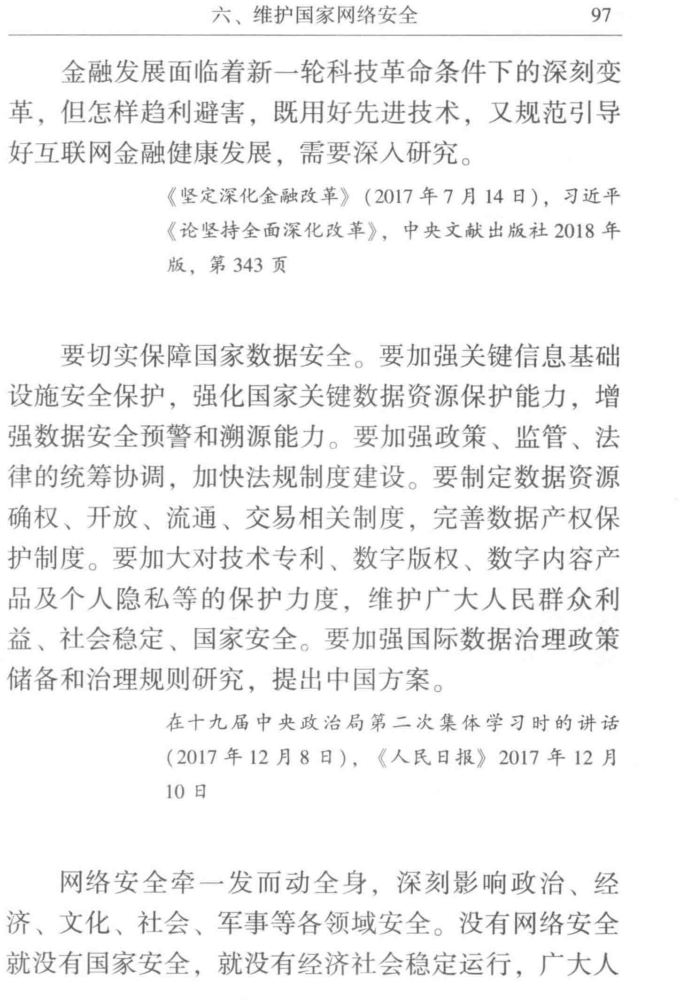 六、维护国家网络安全 97
金融发展面临着新一轮科技革命条件下的深刻变
革，但怎样趋利避害，既用好先进技术，又规范引导
好互联网金融健康发展，需要深入研究。
《坚定深化金融改革》（2017 年 7 月 14 日），习近平
《论坚持全面深化改革》，中央文献出版社 2018 年
版，第 343 页
要切实保障国家数据安全。要加强关键信息基础
设施安全保护，强化国家关键数据资源保护能力，增
强数据安全预警和溯源能力。要加强政策、监管、法
律的统筹协调，加快法规制度建设。要制定数据资源
确权、开放、流通、交易相关制度，完善数据产权保
护制度。要加大对技术专利、数字版权、数字内容产
品及个人隐私等的保护力度，维护广大人民群众利
益、社会稳定、国家安全。要加强国际数据治理政策
储备和治理规则研究，提出中国方案。
在十九届中央政治局第二次集体学习时的讲话
（2017 年 12 月 8 日），《人民日报》2017 年 12 月
10 日
网络安全牵一发而动全身，深刻影响政治、经
济、文化、社会、军事等各领域安全。没有网络安全
就没有国家安全，就没有经济社会稳定运行，广大人